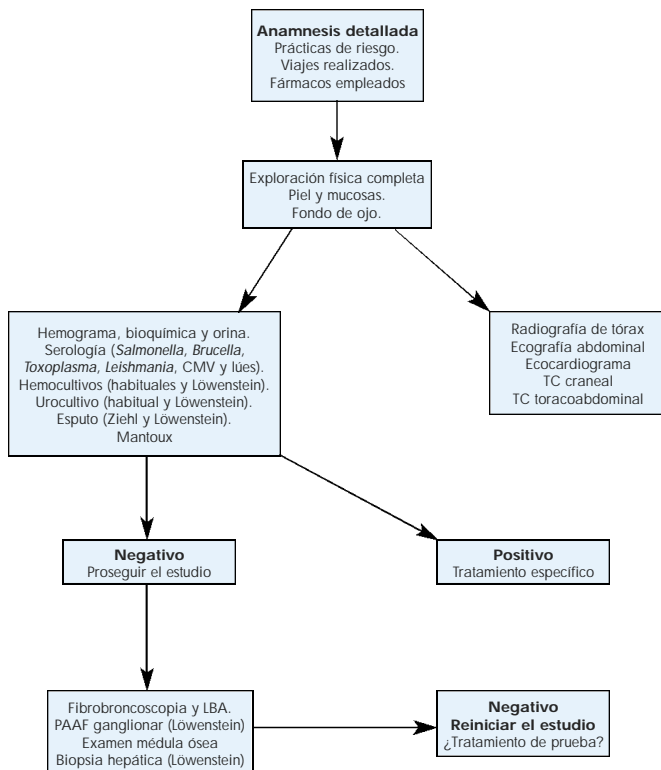 Anamnesis detallada
Prácticas de riesgo.
Viajes realizados.
Fármacos empleados
Exploración física completa
Piel y mucosas.
Fondo de ojo.
Hemograma, bioquímica y orina.
Serología (Salmonella, Brucella,
Toxoplasma, Leishmania, CMV y lúes).
Hemocultivos (habituales y Löwenstein).
Urocultivo (habitual y Löwenstein).
Esputo (Ziehl y Löwenstein).
Mantoux
Radiografía de tórax
Ecografía abdominal
Ecocardiograma
TC craneal
TC toracoabdominal
Negativo
Proseguir el estudio
Positivo
Tratamiento específico
Fibrobroncoscopia y LBA.
PAAF ganglionar (Löwenstein)
Examen médula ósea
Biopsia hepática (Löwenstein)
Negativo
Reiniciar el estudio
¿Tratamiento de prueba?